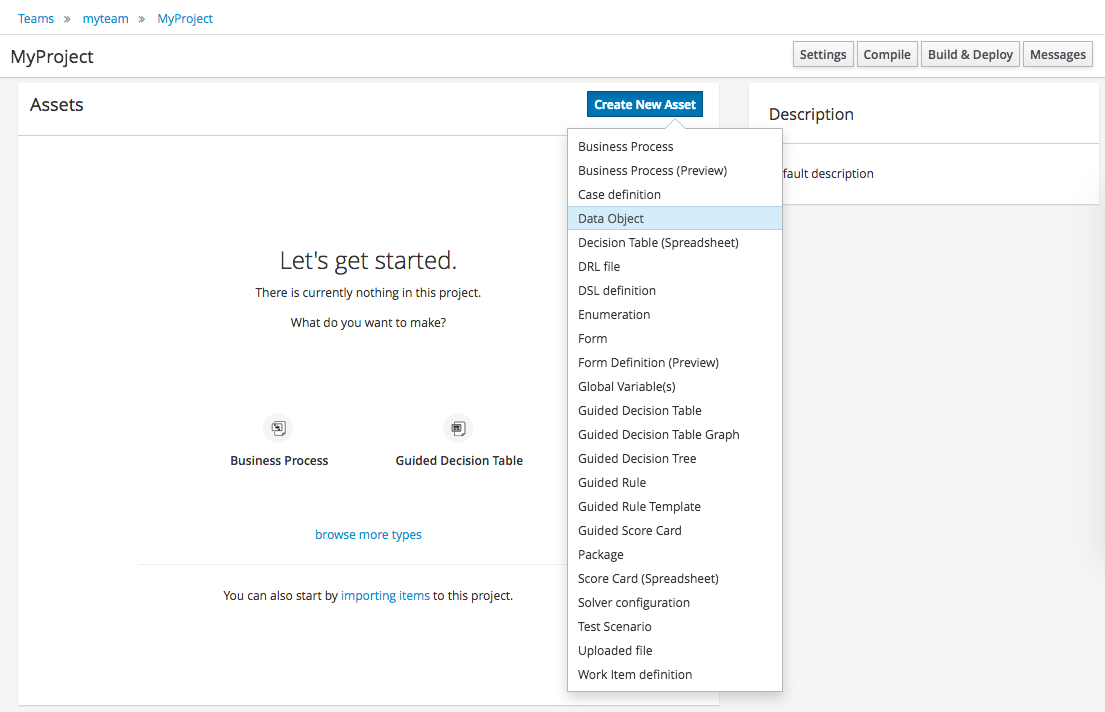 Teams » myteam » MyProject
MyProject
Settings Compile Build & Deploy Messages
Assets
Create New Asset
Description
fault description
Business Process
Business Process (Preview)
Case definition
Data Object
Decision Table (Spreadsheet)
DRL file
DSL definition
Enumeration
Form
Form Definition (Preview)
Global Variable(s)
Guided Decision Table
Guided Decision Table Graph
Guided Decision Tree
Guided Rule
Guided Rule Template
Guided Score Card
Package
Score Card (Spreadsheet)
Solver configuration
Test Scenario
Uploaded file
Work Item definition
Let's get started.
There is currently nothing in this project.
What do you want to make?
Business Process Guided Decision Table
browse more types
You can also start by importing items to this project.